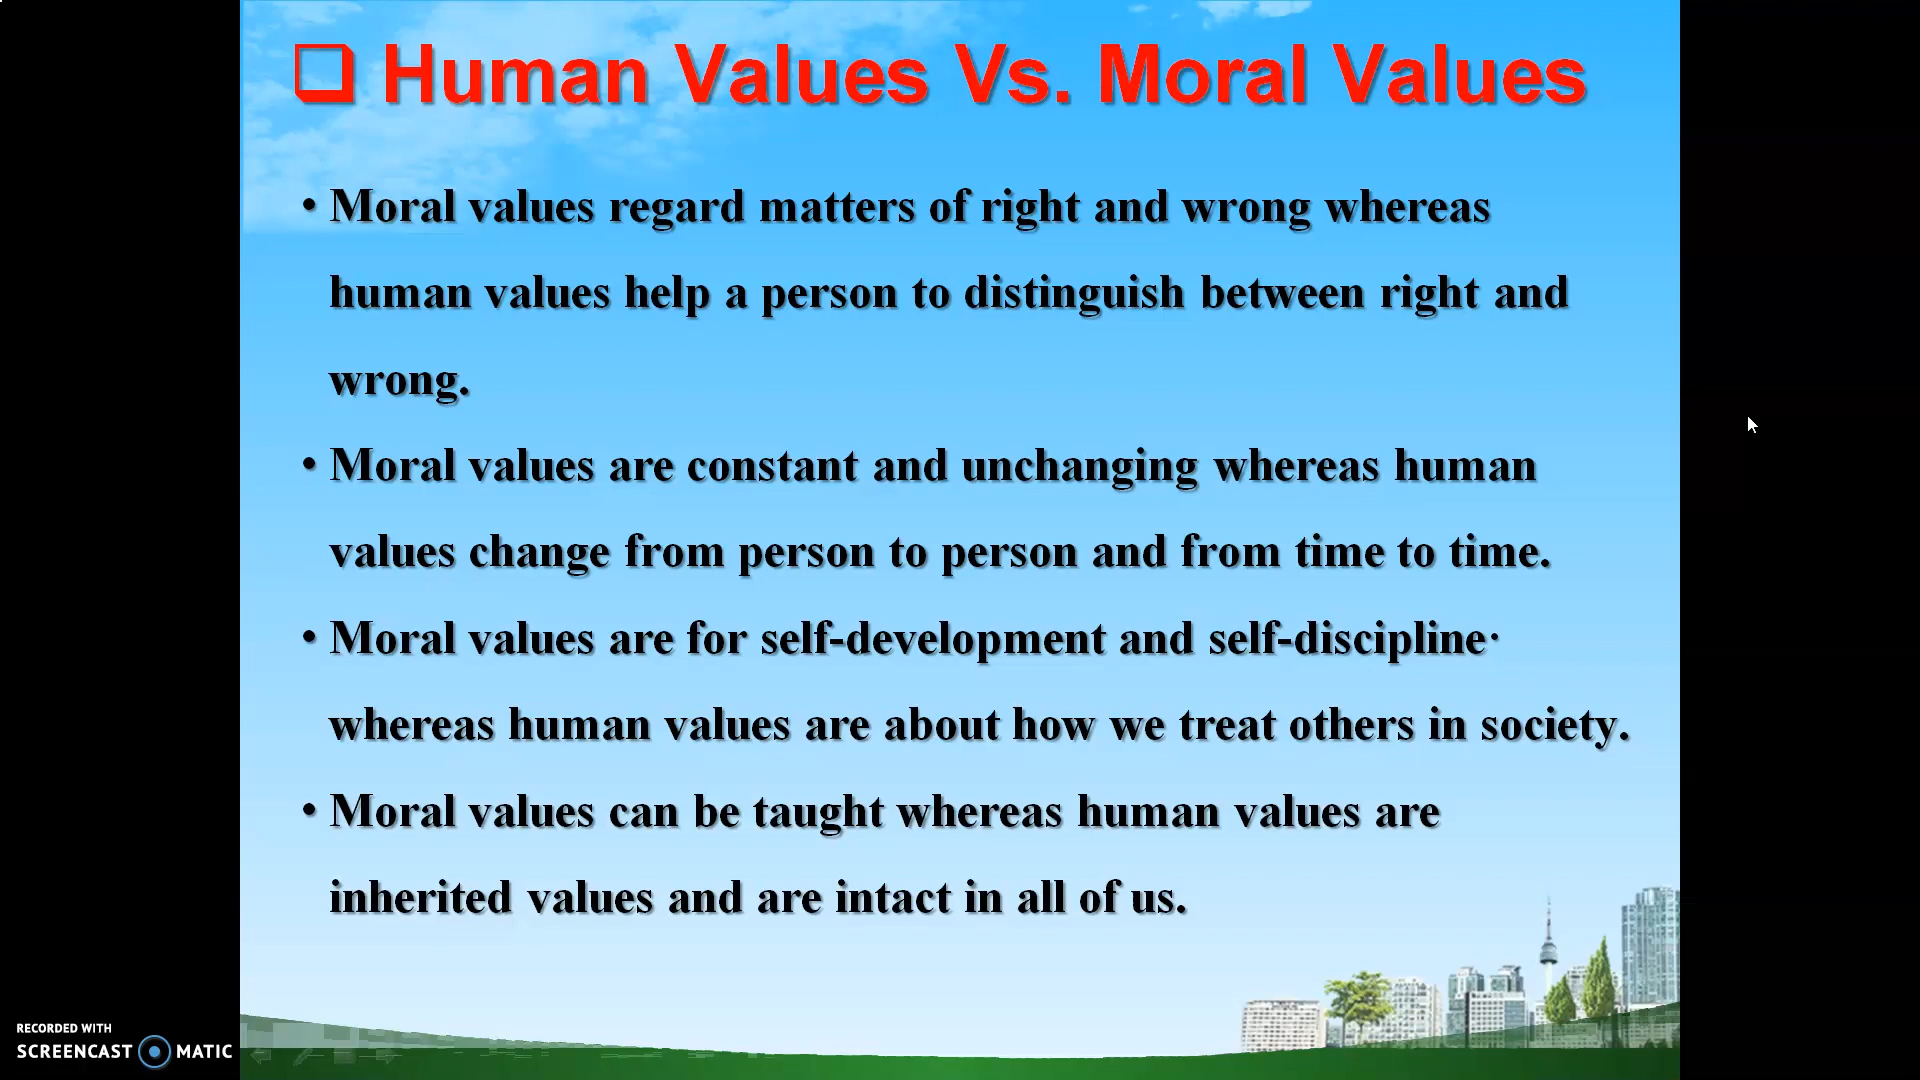 ❑ Human Values Vs. Moral Values
• Moral values regard matters of right and wrong whereas
human values help a person to distinguish between right and
wrong.
• Moral values are constant and unchanging whereas human
values change from person to person and from time to time.
• Moral values are for self-development and self-discipline·
whereas human values are about how we treat others in society.
• Moral values can be taught whereas human values are
inherited values and are intact in all of us.
RECORDED WITH
SCREENCAST MATIC